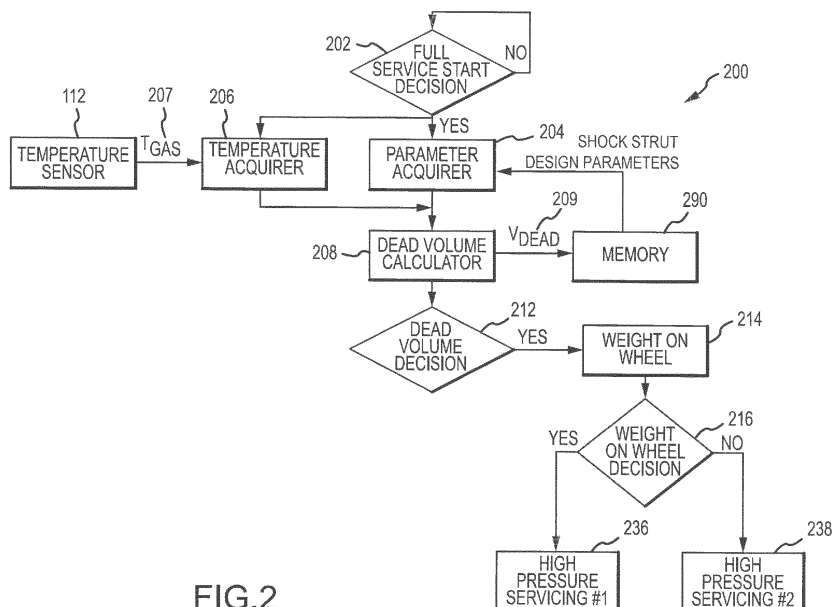 202
FULL
SERVICE START
DECISION
NO
200
YES
112
207
206
204
TEMPERATURE
SENSOR
TGAS
TEMPERATURE
ACQUIRER
PARAMETER
ACQUIRER
SHOCK STRUT
DESIGN PARAMETERS
208
DEAD VOLUME
CALCULATOR
209
VDEAD
290
MEMORY
212
DEAD
VOLUME
DECISION
YES
214
WEIGHT ON
WHEEL
216
YES
WEIGHT
ON WHEEL
DECISION
NO
236
238
HIGH
PRESSURE
SERVICING #1
HIGH
PRESSURE
SERVICING #2
FIG.2